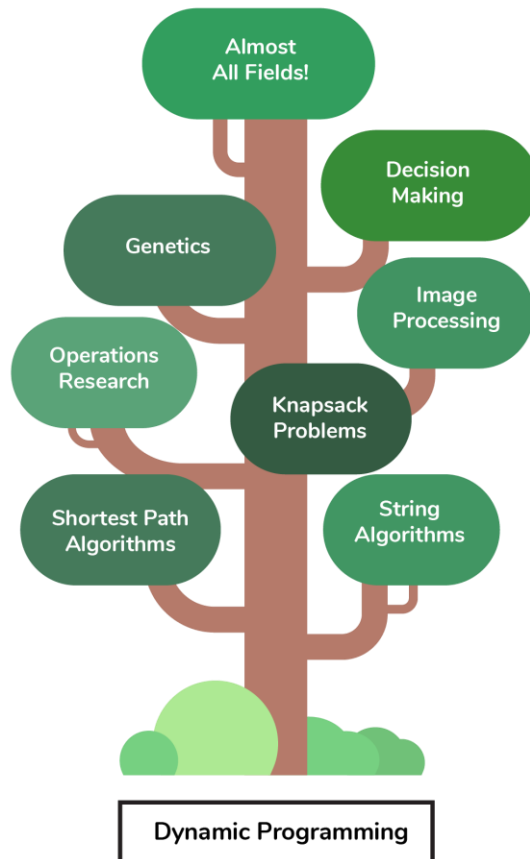 Almost
All Fields!
Decision
Making
Genetics
Image
Processing
Operations
Research
Knapsack
Problems
String
Algorithms
Shortest Path
Algorithms
Dynamic Programming